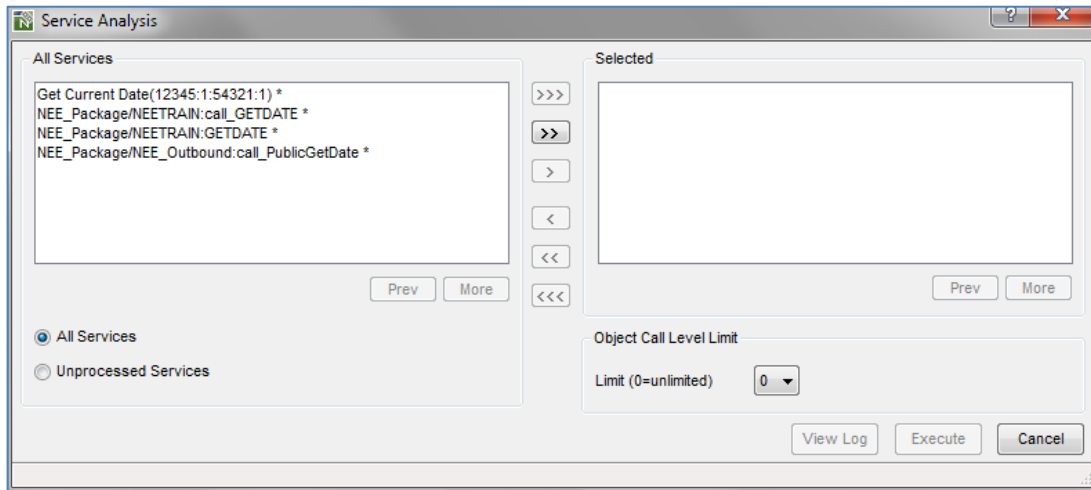 Service Analysis
?
X
All Services
Get Current Date(12345:1:54321:1) *
NEE_Package/NEETRAIN:call_GETDATE *
NEE_Package/NEETRAIN:GETDATE *
NEE_Package/NEE_Outbound:call_PublicGetDate *
Prev
More
All Services
Unprocessed Services
>>>
>>
>
<
<<
<<<
Selected
Prev
More
Object Call Level Limit
Limit (0=unlimited)
0
View Log
Execute
Cancel